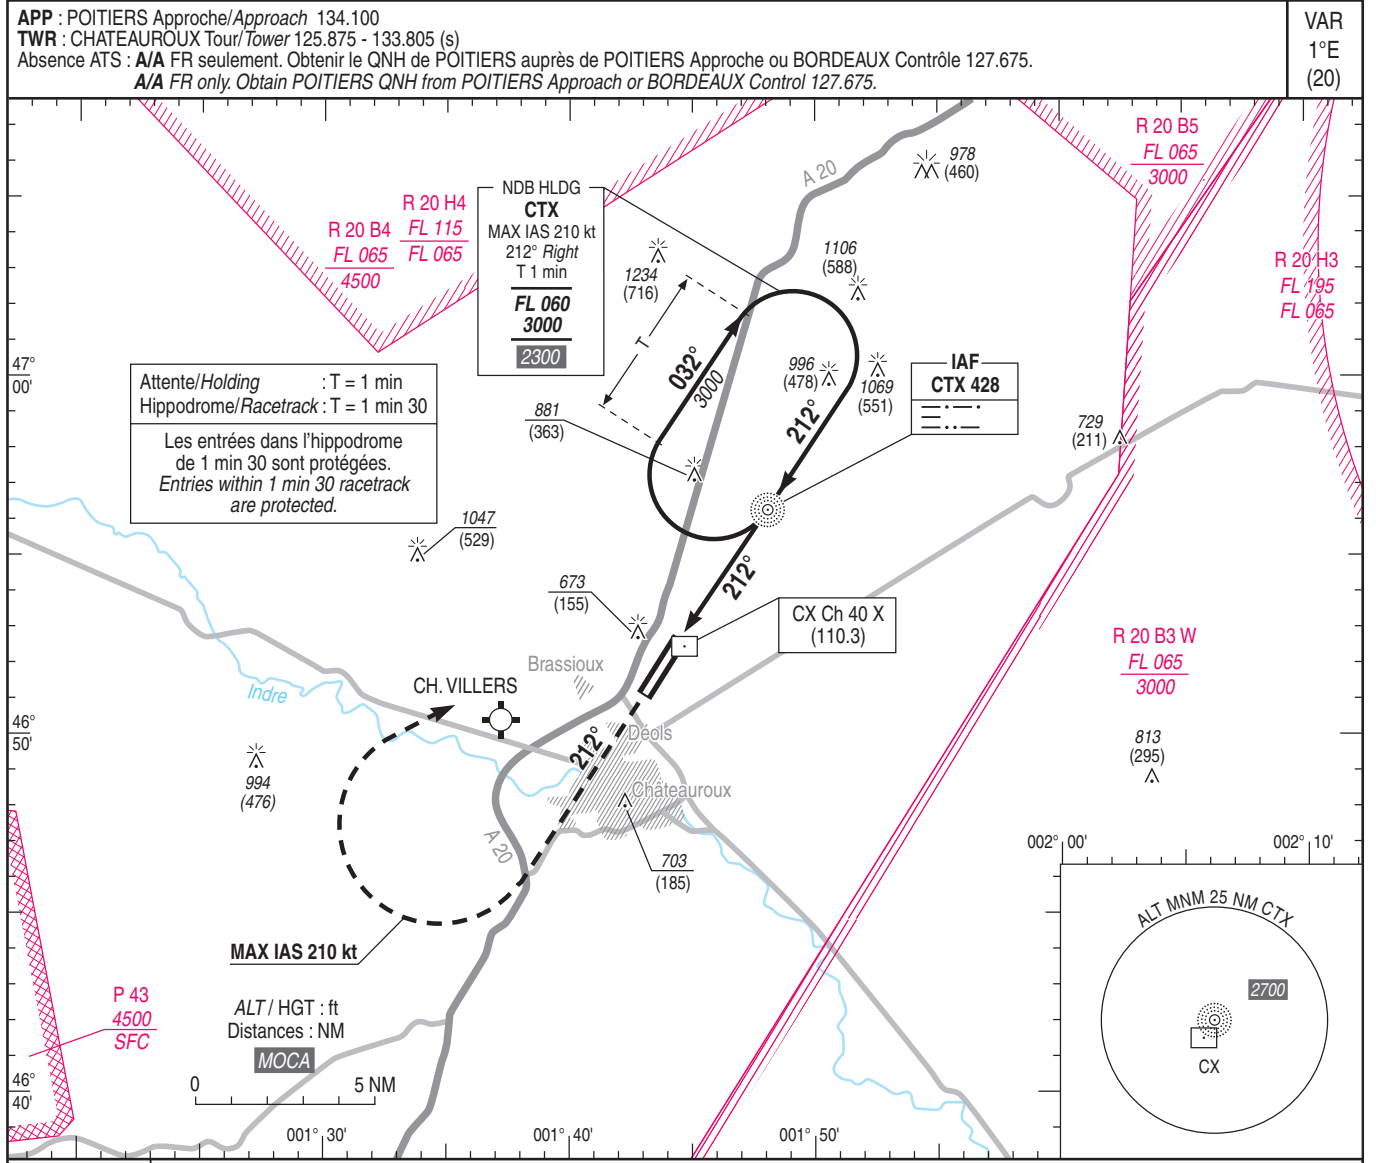 APP : POITIERS Approche/Approach 134.100
TWR : CHATEAUROUX Tour/Tower 125.875 - 133.805 (s)
Absence ATS : A/A FR seulement. Obtenir le QNH de POITIERS auprès de POITIERS Approche ou BORDEAUX Contrôle 127.675.
A/A FR only. Obtain POITIERS QNH from POITIERS Approach or BORDEAUX Control 127.675.
VAR
1°E
(20)
R 20 B5
FL 065
3000
978
(460)
A 20
NDB HLDG
CTX
MAX IAS 210 kt
212° Right
T 1 min
FL 060
3000
2300
R 20 H4
FL 115
FL 065
R 20 B4
FL 065
4500
1234
(716)
1106
(588)
R 20 H3
FL 195
FL 065
T
032°
3000
996
(478)
1069
(551)
212°
IAF
CTX 428
47°
00'
Attente/Holding : T = 1 min
Hippodrome/Racetrack : T = 1 min 30
Les entrées dans l'hippodrome
de 1 min 30 sont protégées.
Entries within 1 min 30 racetrack
are protected.
881
(363)
729
(211)
1047
(529)
212°
673
(155)
CX Ch 40 X
(110.3)
R 20 B3 W
FL 065
3000
Brassioux
CH. VILLERS
Indre
46°
50'
212°
Déols
813
(295)
994
(476)
Châteauroux
A 20
703
(185)
002° 00'
002° 10'
ALT MNM 25 NM CTX
2700
CX
MAX IAS 210 kt
P 43
4500
SFC
ALT / HGT : ft
Distances : NM
MOCA
0
5 NM
46°
40'
001° 30'
001° 40'
001° 50'